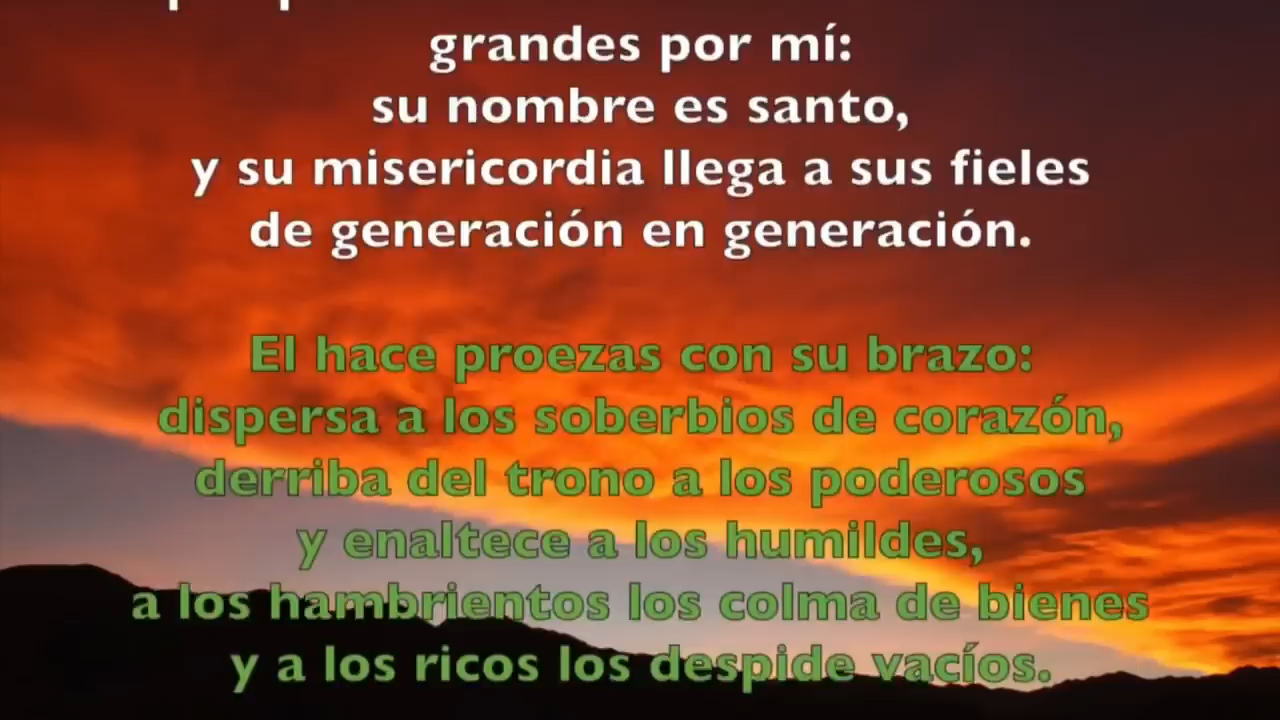 grandes por mí:
su nombre es santo,
y su misericordia llega a sus fieles
de generación en generación.
El hace proezas con su brazo:
dispersa a los soberbios de corazón,
derriba del trono a los poderosos
y enaltece a los humildes,
a los hambrientos los colma de bienes
y a los ricos los despide vacíos.